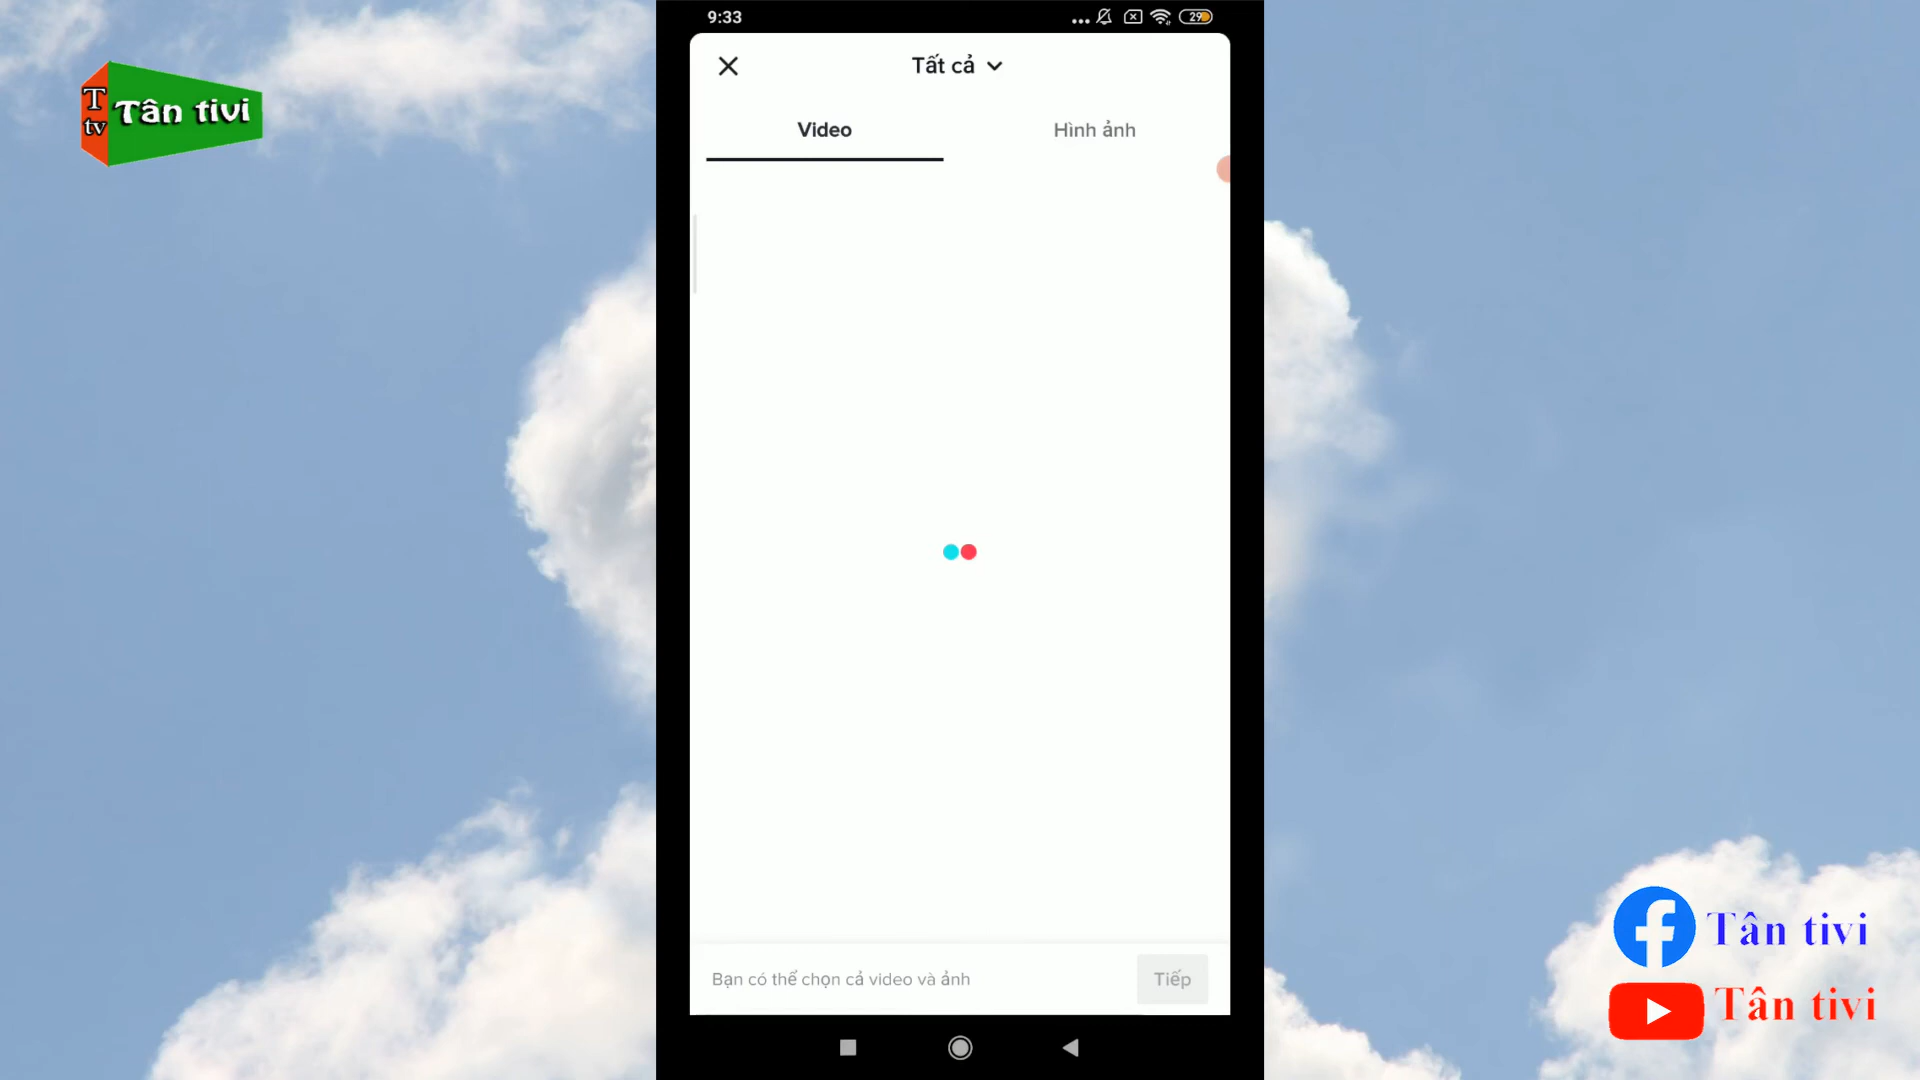 9:33
29
Tất cả
Video
Hình ảnh
T
tv
Tân tivi
Bạn có thể chọn cả video và ảnh
Tiếp
Tân tivi
Tân tivi